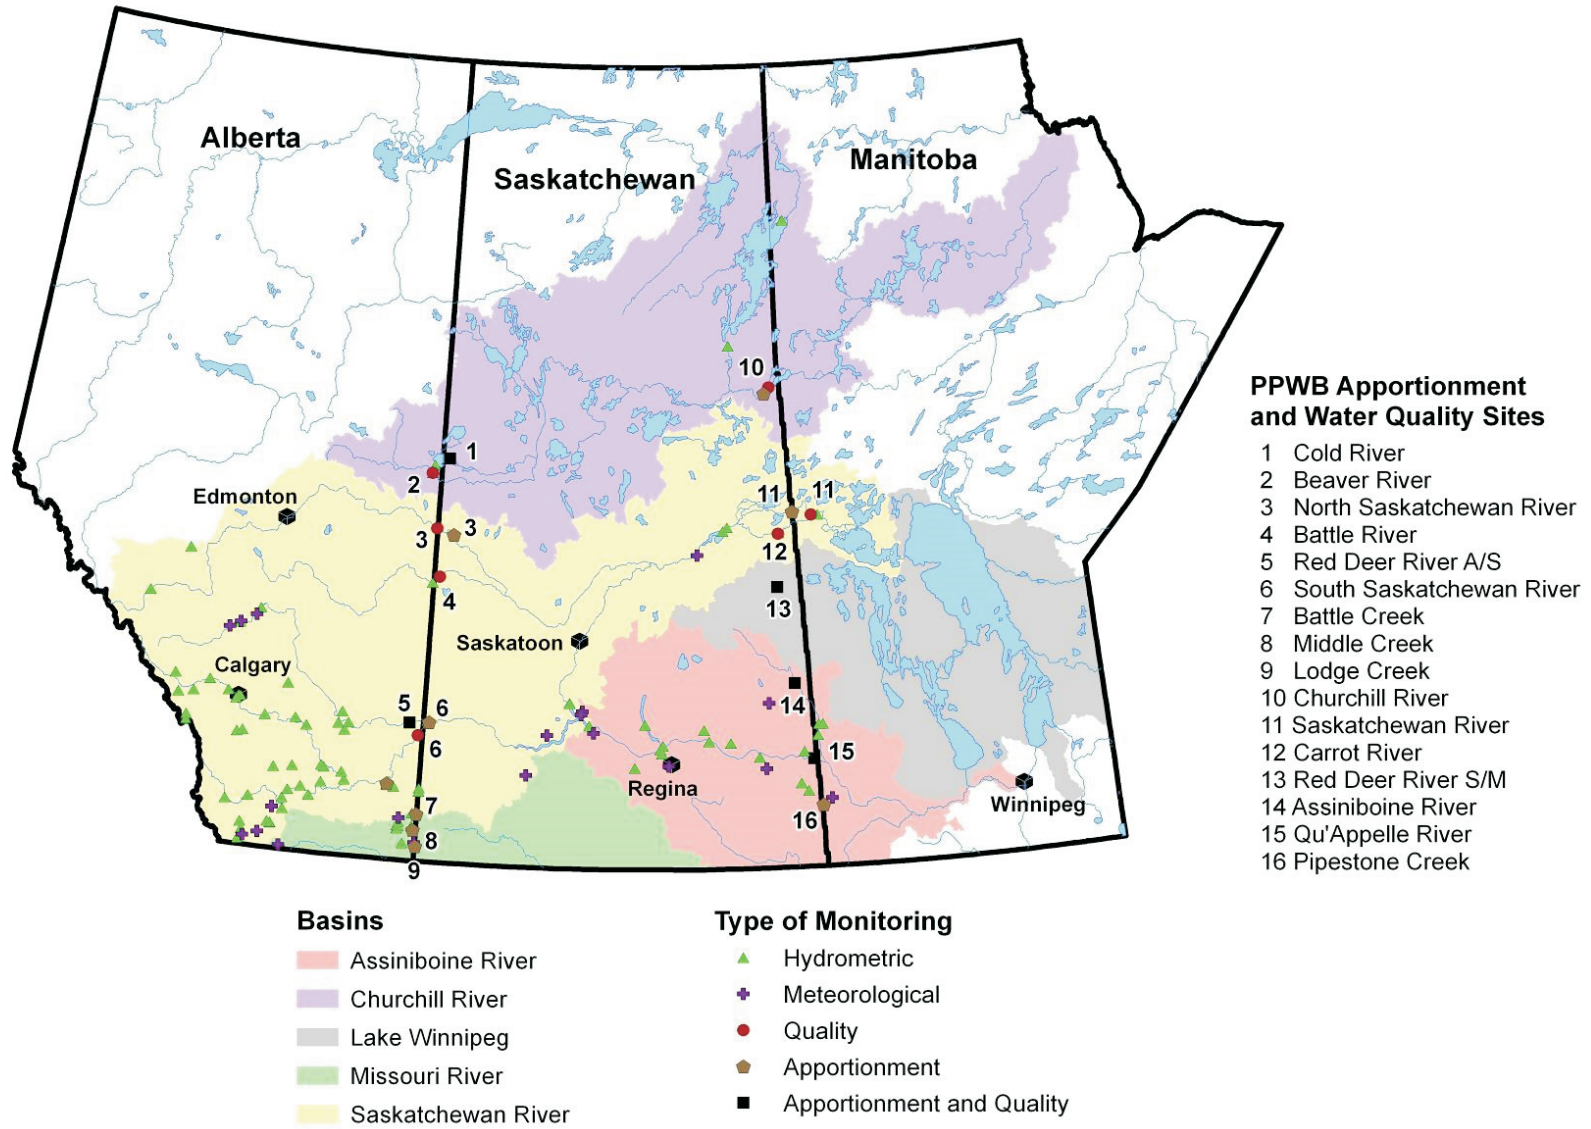 Alberta
Saskatchewan
Manitoba
10
1
2
Edmonton
11
11
3
3
12
4
13
Saskatoon
Calgary
5
6
14
6
15
Regina
7
Winnipeg
16
8
9
PPWB Apportionment
and Water Quality Sites
1 Cold River
2 Beaver River
3 North Saskatchewan River
4 Battle River
5 Red Deer River A/S
6 South Saskatchewan River
7 Battle Creek
8 Middle Creek
9 Lodge Creek
10 Churchill River
11 Saskatchewan River
12 Carrot River
13 Red Deer River S/M
14 Assiniboine River
15 Qu'Appelle River
16 Pipestone Creek
Basins
Assiniboine River
Churchill River
Lake Winnipeg
Missouri River
Saskatchewan River
Type of Monitoring
Hydrometric
Meteorological
Quality
Apportionment
Apportionment and Quality